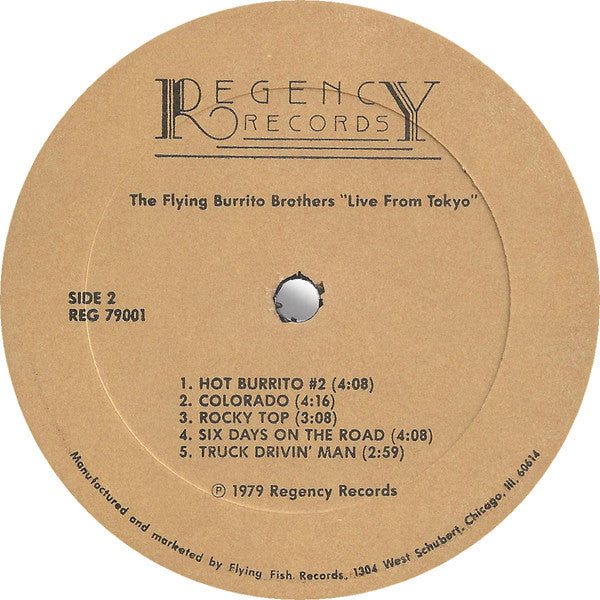 REGENCY
RECORDS
The Flying Burrito Brothers "Live From Tokyo"
SIDE 2
REG 79001
1. HOT BURRITO #2 (4:08)
2. COLORADO (4:16)
3. ROCKY TOP (3:08)
4. SIX DAYS ON THE ROAD (4:08)
5. TRUCK DRIVIN' MAN (2:59)
Ⓟ 1979 Regency Records
Manufactured and marketed by Flying Fish Records, 1304 West Schubert, Chicago, Ill. 60614